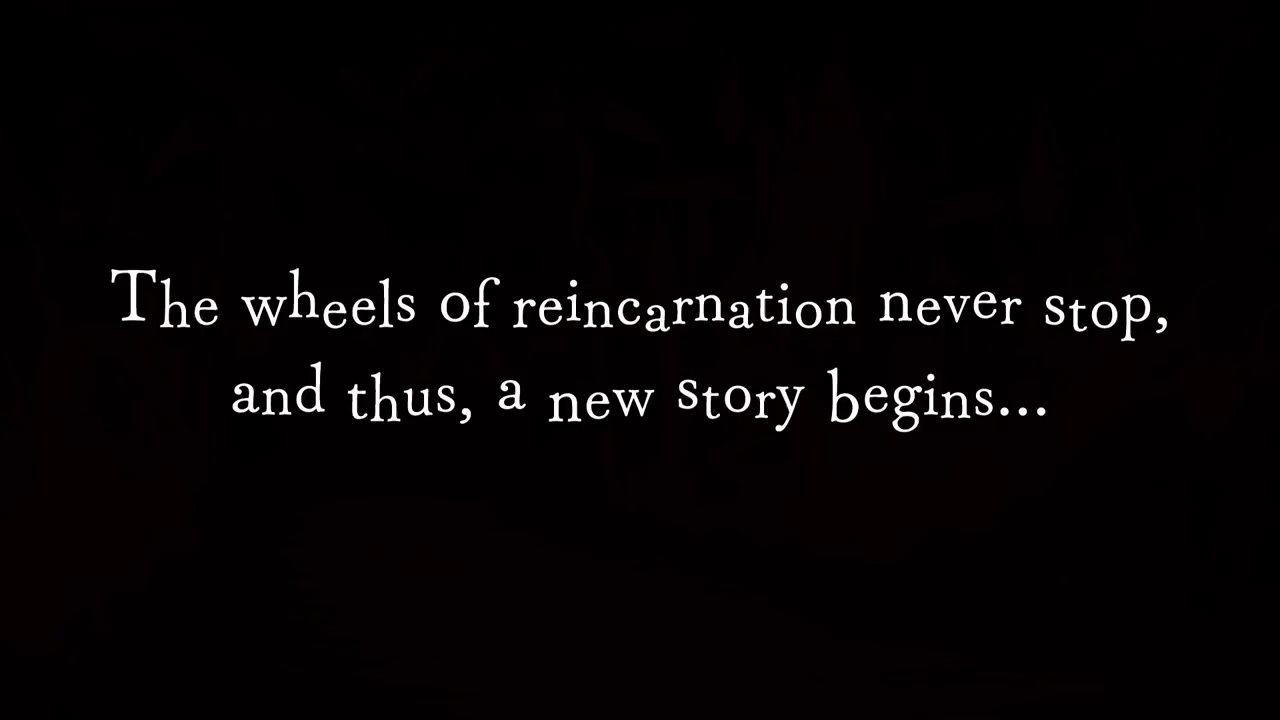 The wheels of reincarnation never stop,
and thus, a new story begins...